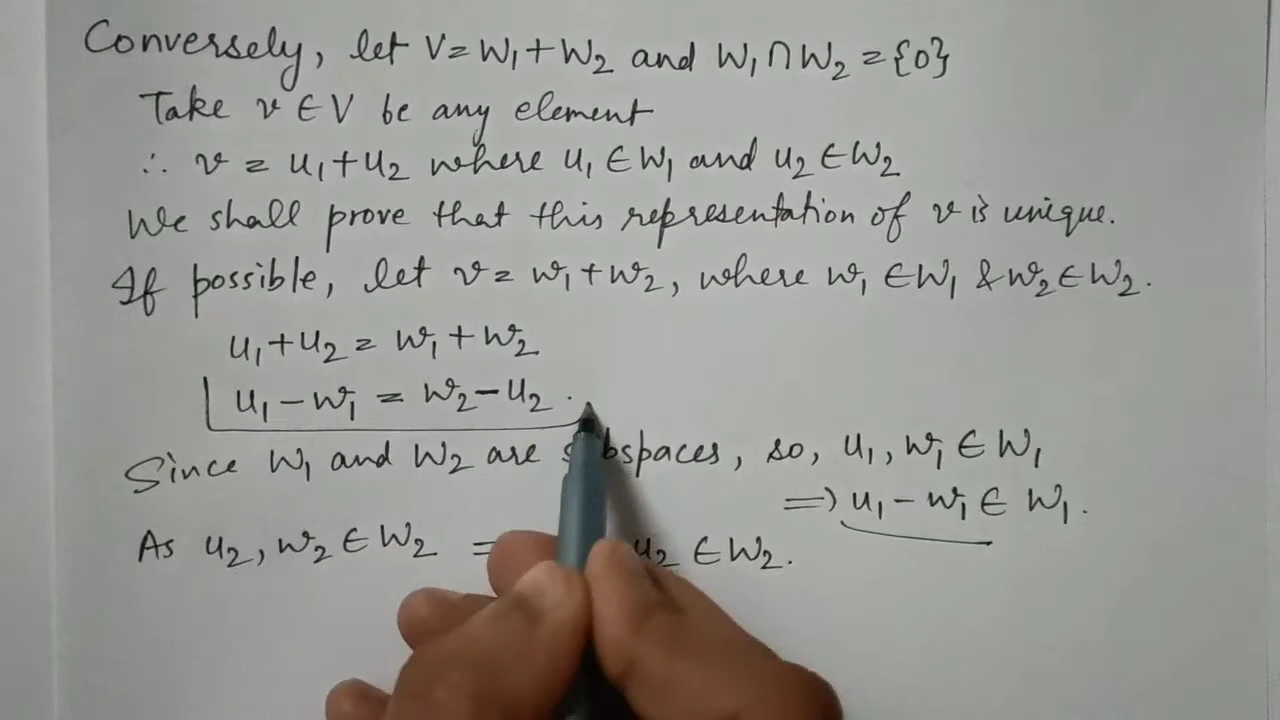 Conversely, let V=W₁+W₂ and W₁∩W₂={0}
Take v∈V be any element
∴ v=u₁+u₂ where u₁∈W₁ and u₂∈W₂
We shall prove that this representation of v is unique.
If possible, let v=w₁+w₂, where w₁∈W₁ & w₂∈W₂.
u₁+u₂=w₁+w₂
u₁-w₁=w₂-u₂.
Since W₁ and W₂ are subspaces, so, u₁,w₁∈W₁
⇒ u₁-w₁∈W₁.
As u₂,w₂∈W₂ u₂∈W₂.